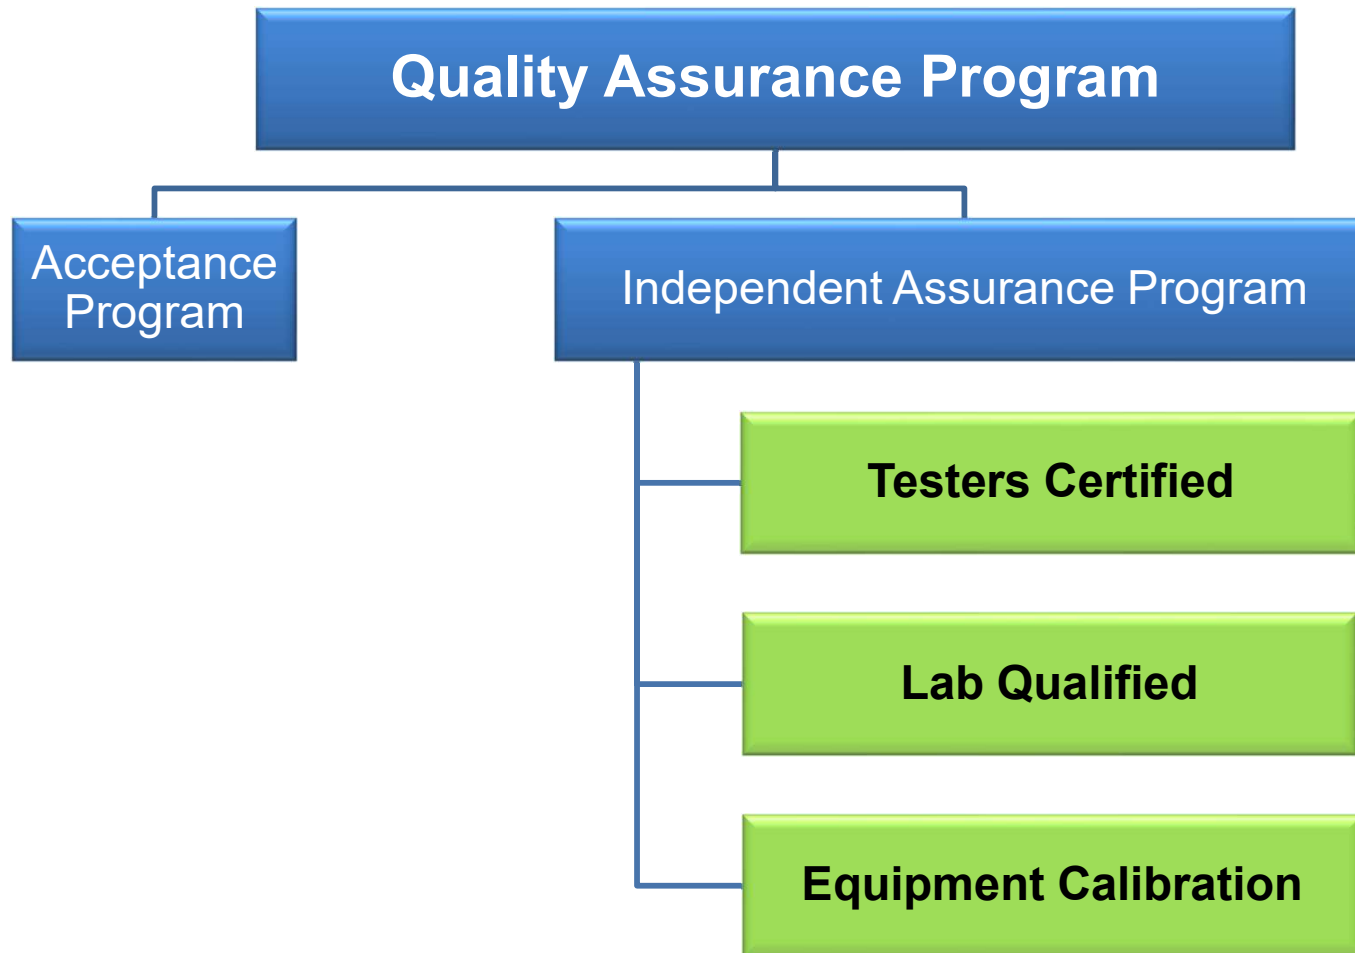 Quality Assurance Program
Acceptance
Program
Independent Assurance Program
Testers Certified
Lab Qualified
Equipment Calibration